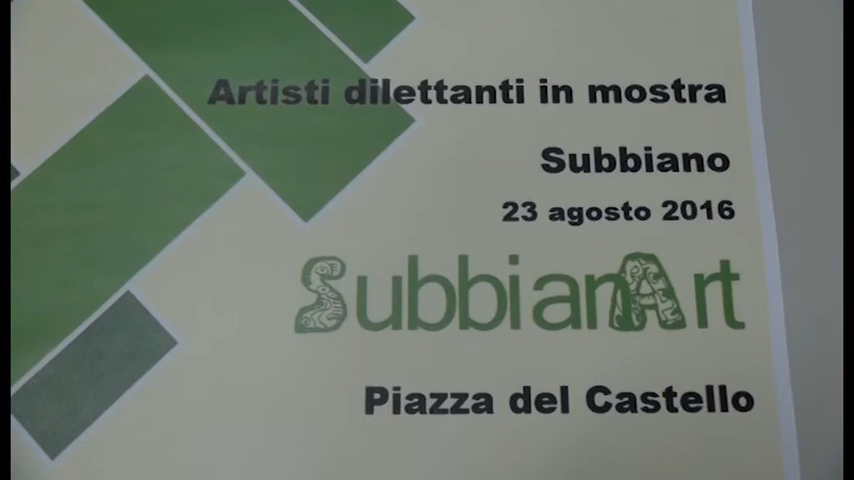 Artisti dilettanti in mostra
Subbiano
23 agosto 2016
SubbianArt
Piazza del Castello